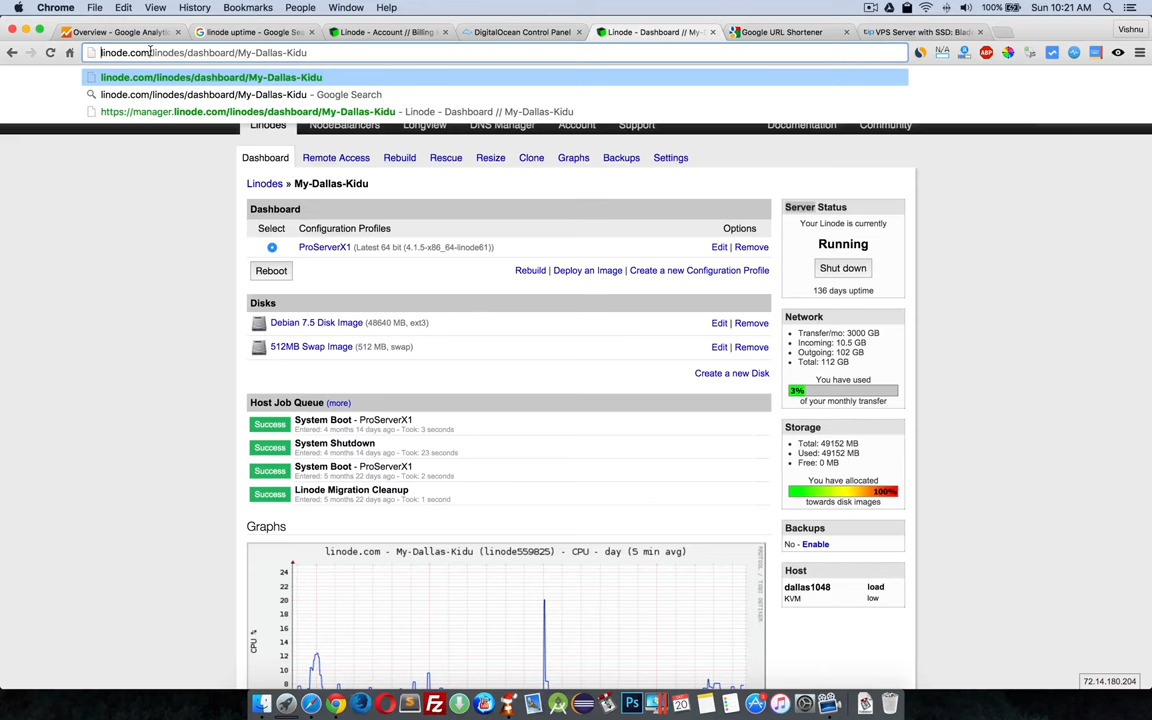 Chrome File Edit View History Bookmarks People Window Help 100% Sun 10:21 AM
Overview - Google Analytic × linode uptime - Google Sea × Linode - Account // Billing × DigitalOcean Control Panel × Linode - Dashboard // My- × Google URL Shortener × VPS Server with SSD: Blaz × Vishnu
linode.com/linodes/dashboard/My-Dallas-Kidu
linode.com/linodes/dashboard/My-Dallas-Kidu
linode.com/linodes/dashboard/My-Dallas-Kidu - Google Search
https://manager.linode.com/linodes/dashboard/My-Dallas-Kidu - Linode - Dashboard // My-Dallas-Kidu
Linodes NodeBalancers Longview DNS Manager Account Support Documentation Community
Dashboard Remote Access Rebuild Rescue Resize Clone Graphs Backups Settings
Linodes » My-Dallas-Kidu
Dashboard
Select Configuration Profiles Options
ProServerX1 (Latest 64 bit (4.1.5-x86_64-linode61)) Edit | Remove
Reboot Rebuild | Deploy an Image | Create a new Configuration Profile
Disks
Debian 7.5 Disk Image (48640 MB, ext3) Edit | Remove
512MB Swap Image (512 MB, swap) Edit | Remove
Create a new Disk
Host Job Queue (more)
Success System Boot - ProServerX1
Entered: 4 months 14 days ago - Took: 3 seconds
Success System Shutdown
Entered: 4 months 14 days ago - Took: 23 seconds
Success System Boot - ProServerX1
Entered: 5 months 22 days ago - Took: 2 seconds
Success Linode Migration Cleanup
Entered: 5 months 22 days ago - Took: 1 second
Graphs
linode.com - My-Dallas-Kidu (linode559825) - CPU - day (5 min avg)
24
22
20
18
16
14
12
10
8
CPU %
Server Status
Your Linode is currently
Running
Shut down
136 days uptime
Network
Transfer/mo: 3000 GB
Incoming: 10.5 GB
Outgoing: 102 GB
Total: 112 GB
You have used
3%
of your monthly transfer
Storage
Total: 49152 MB
Used: 49152 MB
Free: 0 MB
You have allocated
100%
towards disk images
Backups
No - Enable
Host
dallas1048 load
KVM low
72.14.180.204